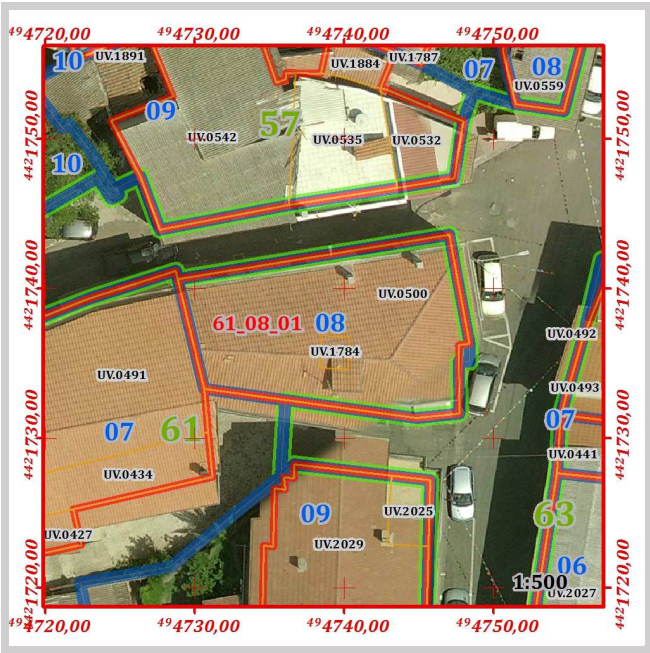 ⁴⁹4720,00 ⁴⁹4730,00 ⁴⁹4740,00 ⁴⁹4750,00
⁴⁴²1750,00
⁴⁴²1740,00
⁴⁴²1730,00
⁴⁴²1720,00
10
UV.1891
UV.1884
UV.1787
07
08
UV.0559
09
57
UV.0542
UV.0535
UV.0532
10
UV.0500
61_08_01
08
UV.1784
UV.0491
07
61
UV.0434
UV.0427
09
UV.2025
UV.2029
UV.0492
UV.0493
07
UV.0441
63
06
1:500
UV.2027
⁴⁴²1750,00
⁴⁴²1740,00
⁴⁴²1730,00
⁴⁴²1720,00
⁴⁹4720,00 ⁴⁹4730,00 ⁴⁹4740,00 ⁴⁹4750,00